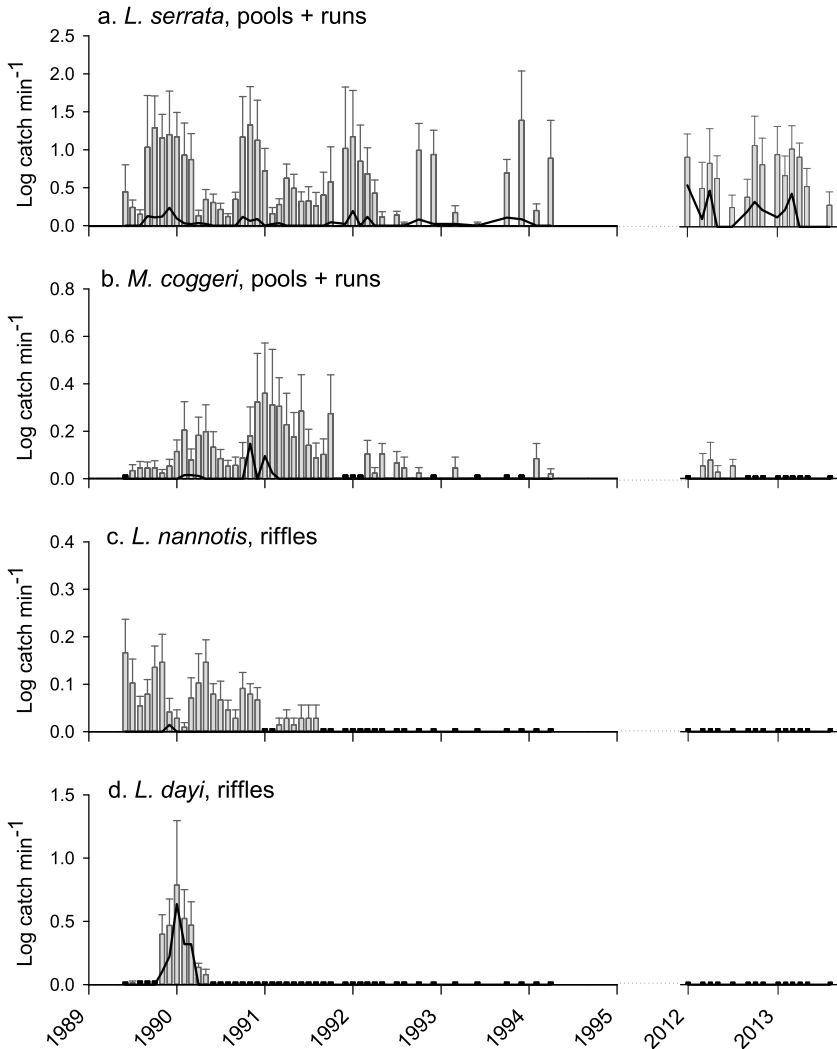 a. L. serrata, pools + runs
2.5
2.0
1.5
1.0
0.5
0.0
Log catch min-1
b. M. coggeri, pools + runs
0.8
0.6
0.4
0.2
0.0
Log catch min-1
c. L. nannotis, riffles
0.4
0.3
0.2
0.1
0.0
Log catch min-1
d. L. dayi, riffles
1.5
1.0
0.5
0.0
Log catch min-1
1989 1990 1991 1992 1993 1994 1995 2012 2013